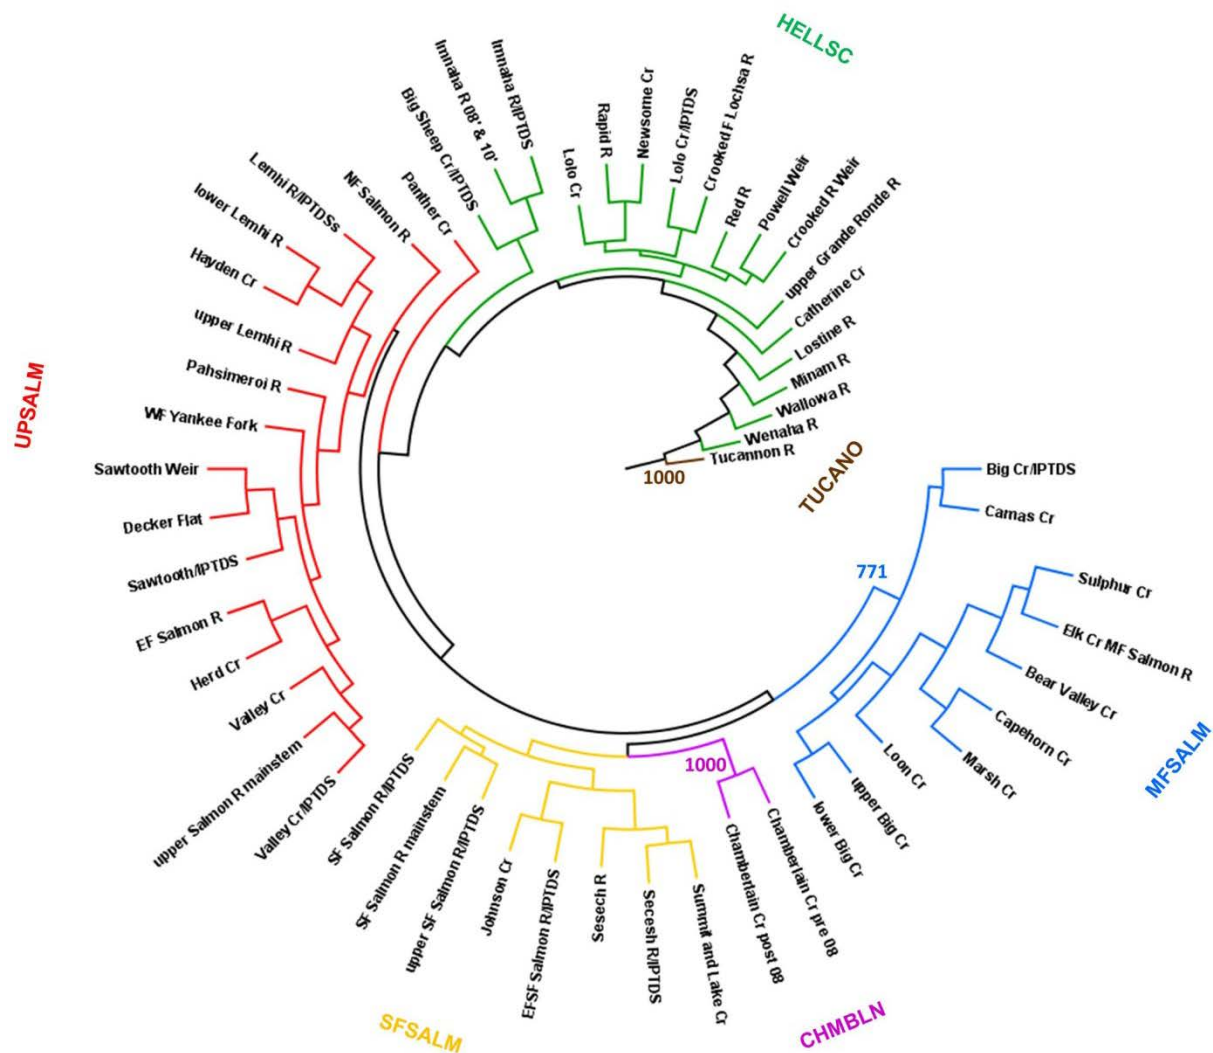 HELLSC
Imnaha R/IPTDS
Imnaha R 08' & 10'
Big Sheep Cr/IPTDS
Lolo Cr
Rapid R
Newsome Cr
Lolo Cr/IPTDS
Crooked F Lochsa R
Red R
Powell Weir
Crooked R Weir
upper Grande Ronde R
Catherine Cr
Lostine R
Minam R
Wallowa R
Wenaha R
Tucannon R
1000
TUCANO
Big Cr/IPTDS
Camas Cr
771
Sulphur Cr
Elk Cr MF Salmon R
Bear Valley Cr
Capehorn Cr
Marsh Cr
Loon Cr
upper Big Cr
lower Big Cr
MFSALM
1000
Chamberlain Cr pre 08
Chamberlain Cr post 08
CHMBLN
Summit and Lake Cr
Secesh R/IPTDS
Sesech R
EFSF Salmon R/IPTDS
Johnson Cr
upper SF Salmon R/IPTDS
SF Salmon R mainstem
SF Salmon R/IPTDS
SFSALM
Valley Cr/IPTDS
upper Salmon R mainstem
Valley Cr
Herd Cr
EF Salmon R
Sawtooth/IPTDS
Decker Flat
Sawtooth Weir
WF Yankee Fork
Pahsimeroi R
upper Lemhi R
Hayden Cr
lower Lemhi R
Lemhi R/IPTDSs
NF Salmon R
Panther Cr
UPSALM